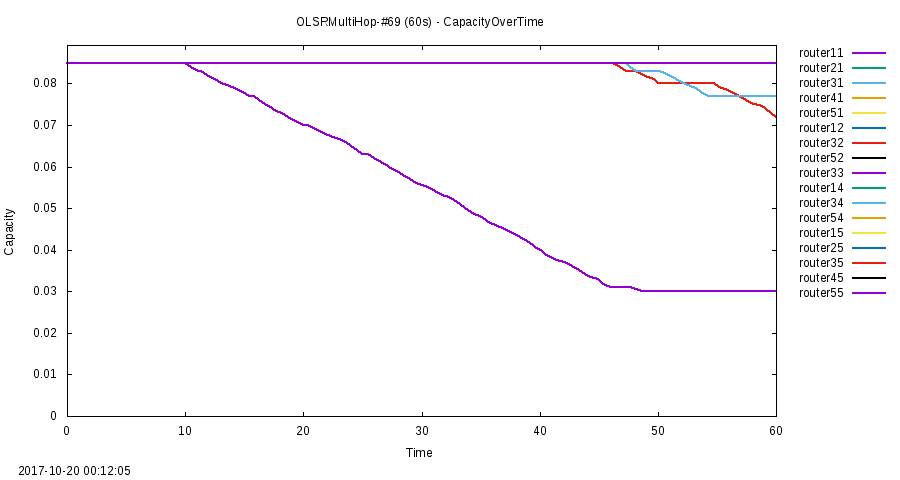 OLSRMultiHop-#69 (60s) - CapacityOverTime
router11
router21
router31
router41
router51
router12
router32
router52
router33
router14
router34
router54
router15
router25
router35
router45
router55
0.08
0.07
0.06
0.05
0.04
0.03
0.02
0.01
0
Capacity
0 10 20 30 40 50 60
Time
2017-10-20 00:12:05